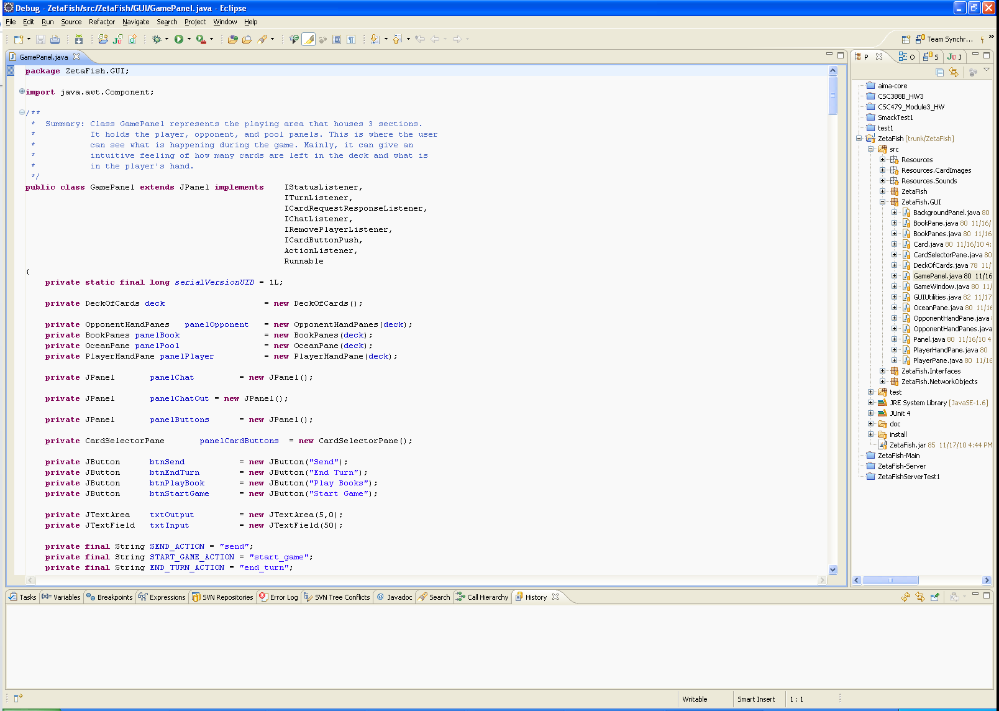 Debug - ZetaFish/src/ZetaFish/GUI/GamePanel.java - Eclipse
File Edit Run Source Refactor Navigate Search Project Window Help
Team Synchr... »
GamePanel.java
P O S J
package ZetaFish.GUI;
import java.awt.Component;
/**
* Summary: Class GamePanel represents the playing area that houses 3 sections.
* It holds the player, opponent, and pool panels. This is where the user
* can see what is happening during the game. Mainly, it can give an
* intuitive feeling of how many cards are left in the deck and what is
* in the player's hand.
*/
public class GamePanel extends JPanel implements IStatusListener,
ITurnListener,
ICardRequestResponseListener,
IChatListener,
IRemovePlayerListener,
ICardButtonPush,
ActionListener,
Runnable
{
private static final long serialVersionUID = 1L;
private DeckOfCards deck = new DeckOfCards();
private OpponentHandPanes panelOpponent = new OpponentHandPanes(deck);
private BookPanes panelBook = new BookPanes(deck);
private OceanPane panelPool = new OceanPane(deck);
private PlayerHandPane panelPlayer = new PlayerHandPane(deck);
private JPanel panelChat = new JPanel();
private JPanel panelChatOut = new JPanel();
private JPanel panelButtons = new JPanel();
private CardSelectorPane panelCardButtons = new CardSelectorPane();
private JButton btnSend = new JButton("Send");
private JButton btnEndTurn = new JButton("End Turn");
private JButton btnPlayBook = new JButton("Play Books");
private JButton btnStartGame = new JButton("Start Game");
private JTextArea txtOutput = new JTextArea(5,0);
private JTextField txtInput = new JTextField(50);
private final String SEND_ACTION = "send";
private final String START_GAME_ACTION = "start_game";
private final String END_TURN_ACTION = "end_turn";
aima-core
CSC388B_HW3
CSC479_Module3_HW
SmackTest1
test1
ZetaFish [trunk/ZetaFish]
src
Resources
Resources.CardImages
Resources.Sounds
ZetaFish
ZetaFish.GUI
BackgroundPanel.java 80
BookPane.java 80 11/16/
BookPanes.java 80 11/16
Card.java 80 11/16/10 4:
CardSelectorPane.java 80
DeckOfCards.java 78 11/
GamePanel.java 80 11/16
GameWindow.java 80 11/
GUIUtilities.java 82 11/17
OceanPane.java 80 11/16
OpponentHandPane.java
OpponentHandPanes.java
Panel.java 80 11/16/10 4
PlayerHandPane.java 80
PlayerPane.java 80 11/16
ZetaFish.Interfaces
ZetaFish.NetworkObjects
test
JRE System Library [JavaSE-1.6]
JUnit 4
doc
install
ZetaFish.jar 85 11/17/10 4:44 PM
ZetaFish-Main
ZetaFish-Server
ZetaFishServerTest1
Tasks Variables Breakpoints Expressions SVN Repositories Error Log SVN Tree Conflicts Javadoc Search Call Hierarchy History
Writable Smart Insert 1 : 1